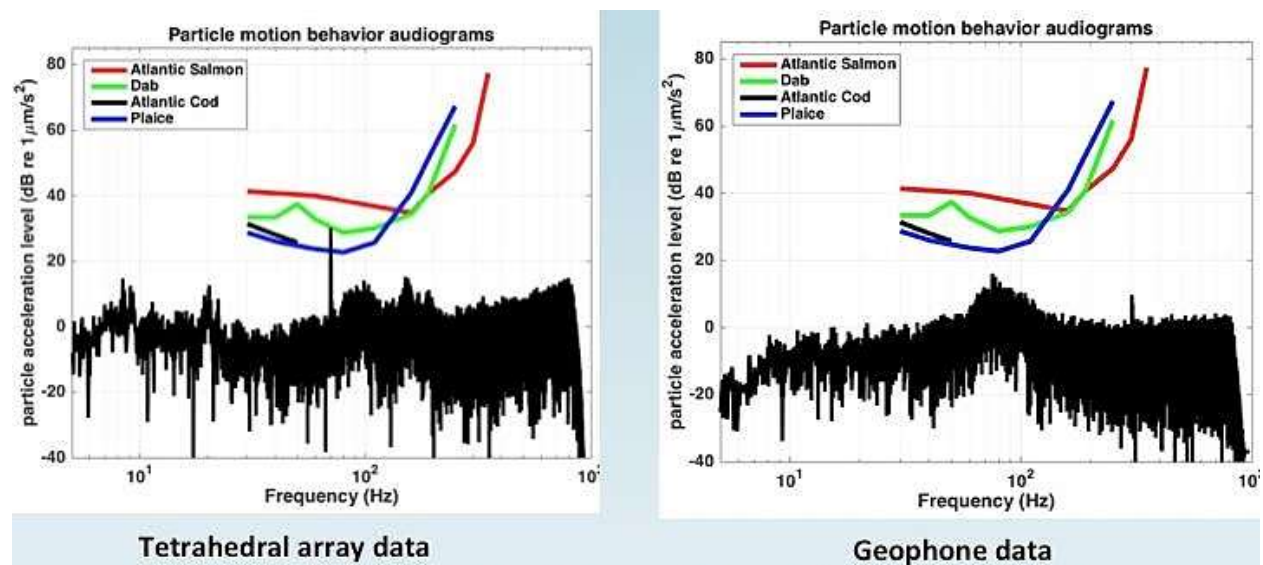 Particle motion behavior audiograms
80
60
40
20
0
-20
-40
particle acceleration level (dB re 1 μm/s²)
Atlantic Salmon
Dab
Atlantic Cod
Plaice
10¹
10²
Frequency (Hz)
Tetrahedral array data
Particle motion behavior audiograms
80
60
40
20
0
-20
-40
particle acceleration level (dB re 1 μm/s²)
Atlantic Salmon
Dab
Atlantic Cod
Plaice
10¹
10²
Frequency (Hz)
Geophone data